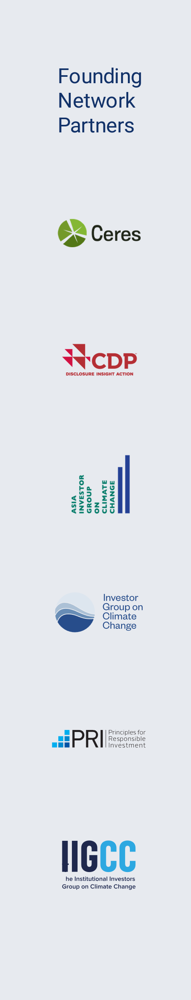 Founding
Network
Partners
Ceres
CDP™
DISCLOSURE INSIGHT ACTION
ASIA
INVESTOR
GROUP
ON
CLIMATE
CHANGE
Investor
Group on
Climate
Change
PRI
Principles for
Responsible
Investment
IIGCC
he Institutional Investors
Group on Climate Change